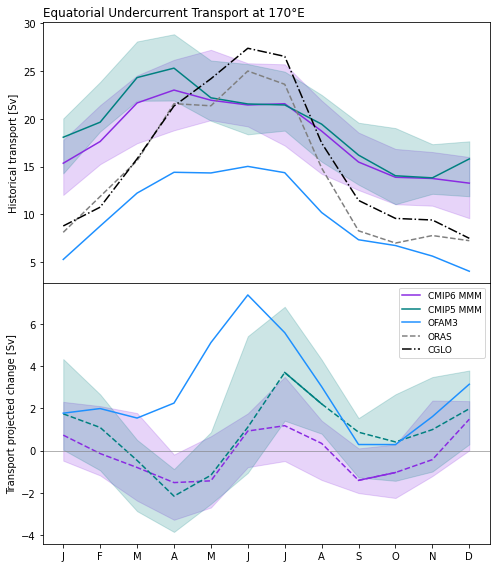 Equatorial Undercurrent Transport at 170°E
Historical transport [Sv]
30
25
20
15
10
5
Transport projected change [Sv]
6
4
2
0
−2
−4
CMIP6 MMM
CMIP5 MMM
OFAM3
ORAS
CGLO
J F M A M J J A S O N D